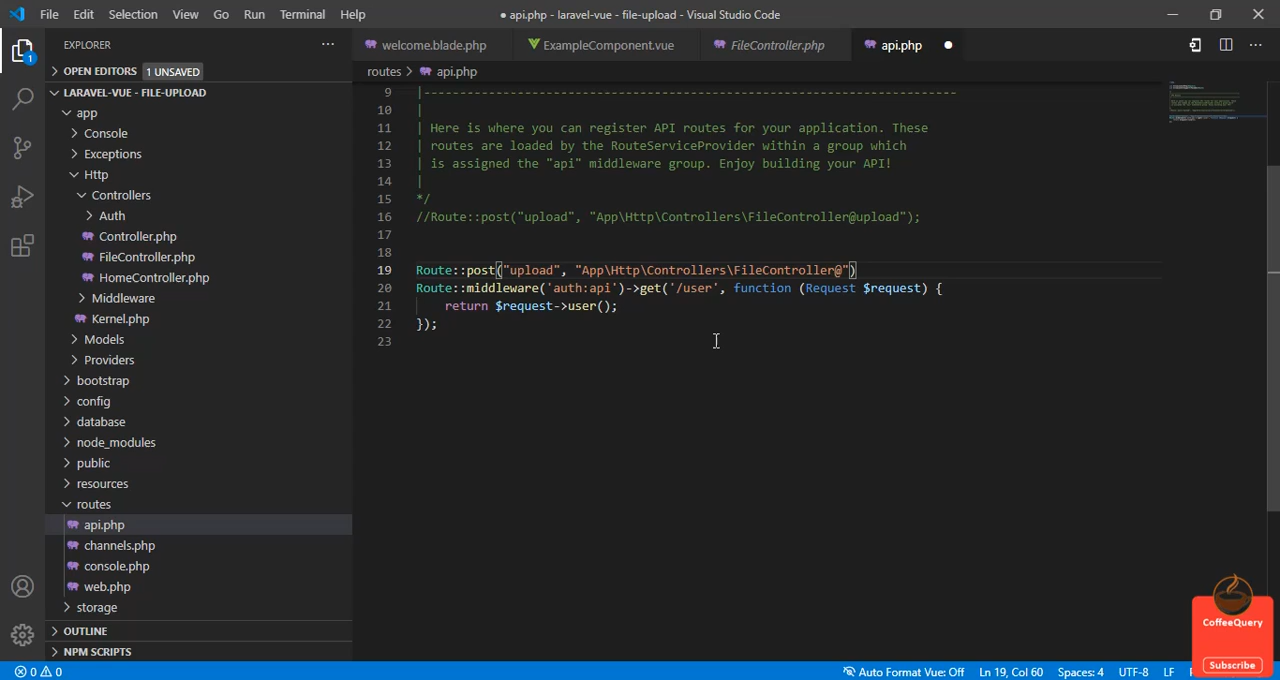 File Edit Selection View Go Run Terminal Help
● api.php - laravel-vue - file-upload - Visual Studio Code
EXPLORER
1
OPEN EDITORS 1 UNSAVED
LARAVEL-VUE - FILE-UPLOAD
app
Console
Exceptions
Http
Controllers
Auth
Controller.php
FileController.php
HomeController.php
Middleware
Kernel.php
Models
Providers
bootstrap
config
database
node_modules
public
resources
routes
api.php
channels.php
console.php
web.php
storage
OUTLINE
NPM SCRIPTS
welcome.blade.php ExampleComponent.vue FileController.php api.php
routes > api.php
9 |--------------------------------------------------------------------------
10 |
11 | Here is where you can register API routes for your application. These
12 | routes are loaded by the RouteServiceProvider within a group which
13 | is assigned the "api" middleware group. Enjoy building your API!
14 |
15 */
16 //Route::post("upload", "App\Http\Controllers\FileController@upload");
17
18
19 Route::post("upload", "App\Http\Controllers\FileController@")
20 Route::middleware('auth:api')->get('/user', function (Request $request) {
21 return $request->user();
22 });
23
CoffeeQuery
Subscribe
0 0
Auto Format Vue: Off Ln 19, Col 60 Spaces: 4 UTF-8 LF